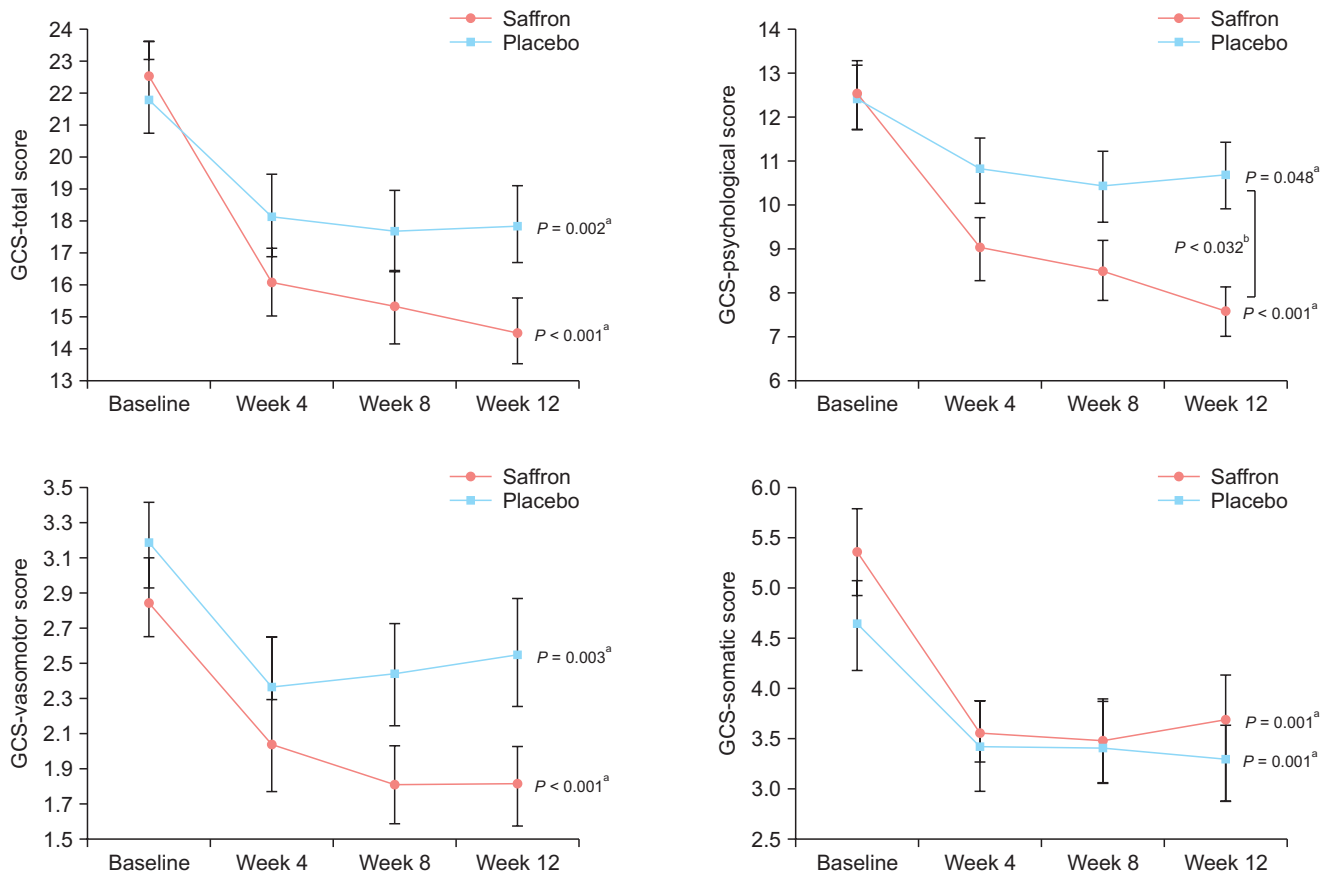 Saffron
Placebo
GCS-total score
24
23
22
21
20
19
18
17
16
15
14
13
P = 0.002a
P < 0.001a
Baseline Week 4 Week 8 Week 12
Saffron
Placebo
GCS-psychological score
14
13
12
11
10
9
8
7
6
P = 0.048a
P < 0.032b
P < 0.001a
Baseline Week 4 Week 8 Week 12
Saffron
Placebo
GCS-vasomotor score
3.5
3.3
3.1
2.9
2.7
2.5
2.3
2.1
1.9
1.7
1.5
P = 0.003a
P < 0.001a
Baseline Week 4 Week 8 Week 12
Saffron
Placebo
GCS-somatic score
6.0
5.5
5.0
4.5
4.0
3.5
3.0
2.5
P = 0.001a
P = 0.001a
Baseline Week 4 Week 8 Week 12